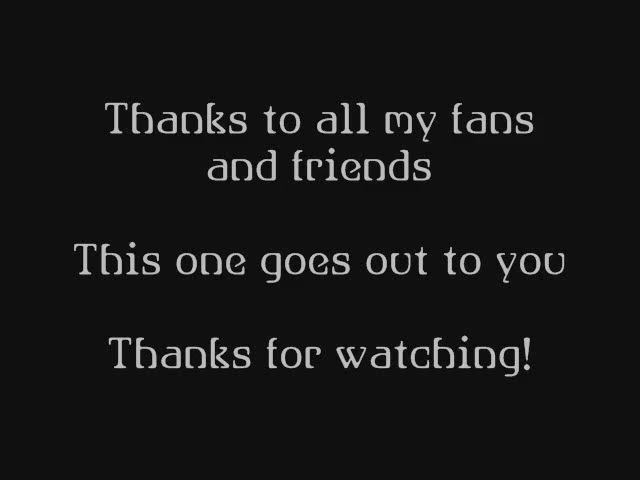 Thanks to all my fans
and friends
This one goes out to you
Thanks for watching!